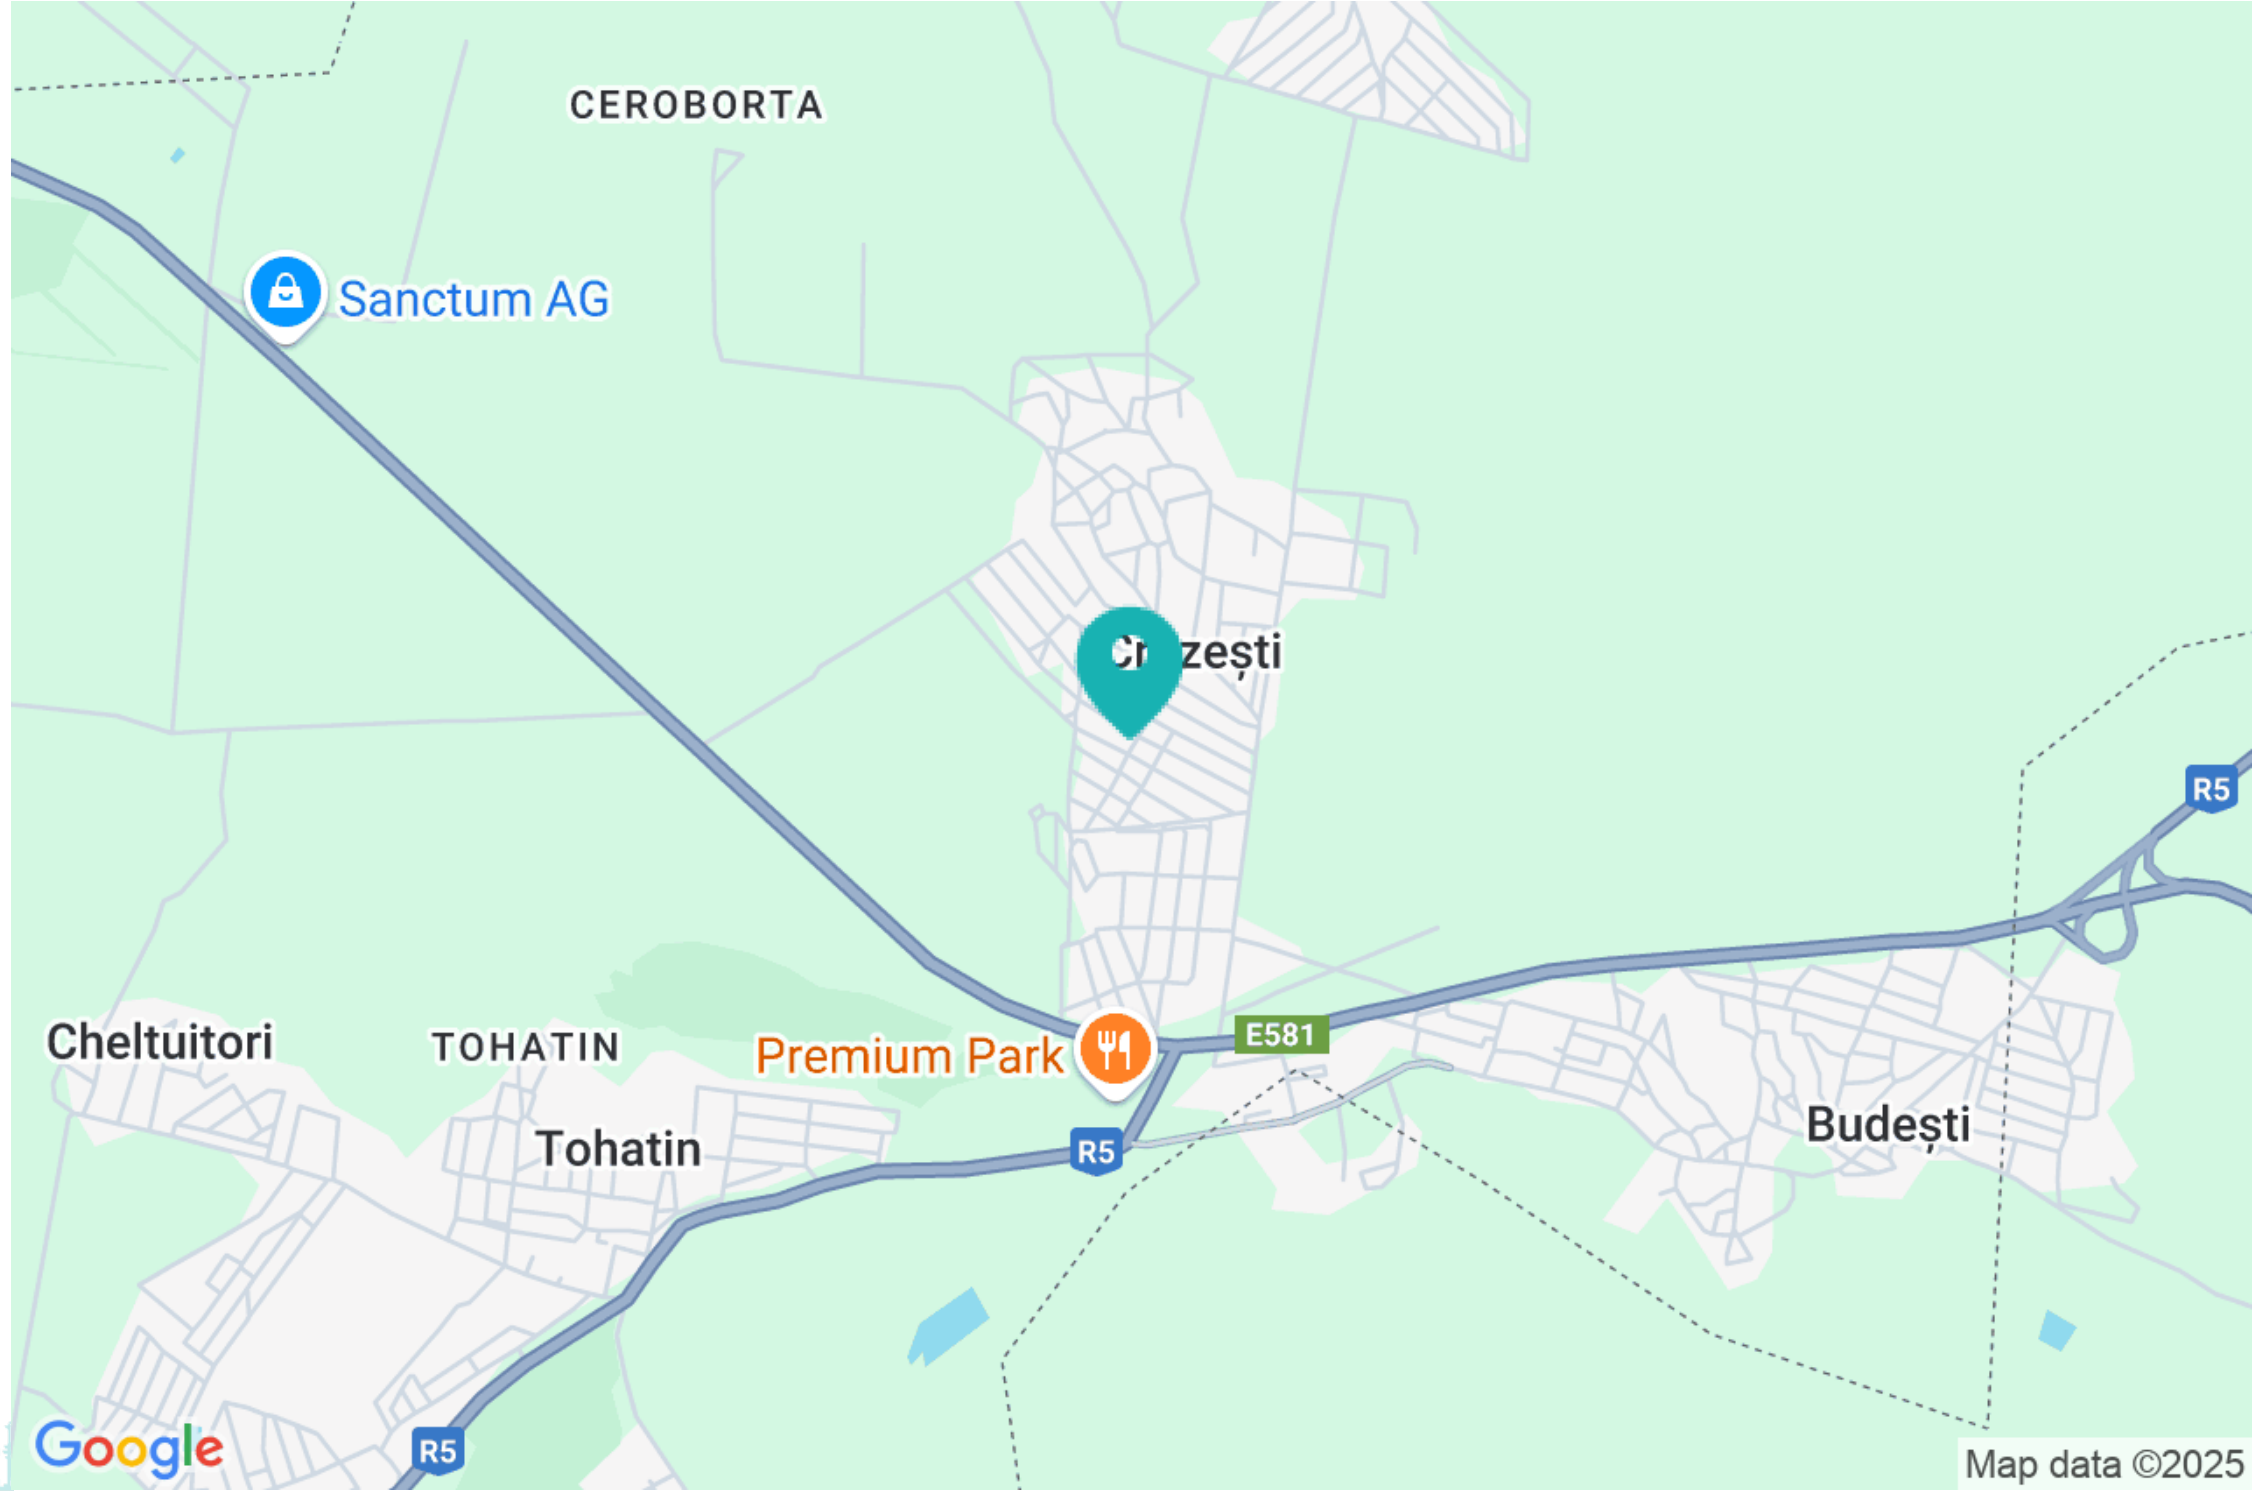 CEROBORTA
Sanctum AG
zești
R5
E581
Cheltuitori
TOHATIN
Premium Park
Budești
Tohatin
R5
R5
Google
Map data ©2025